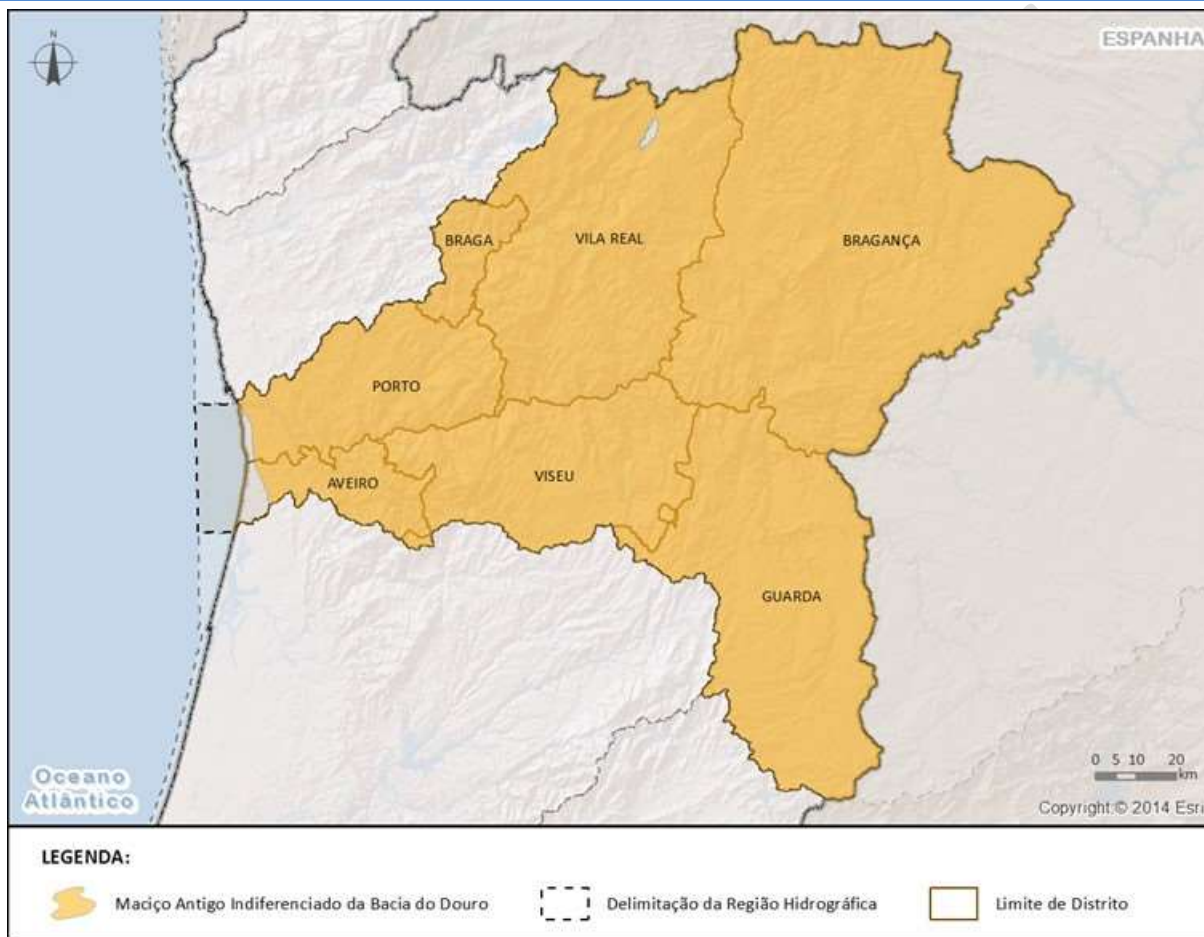 N
ESPANHA
BRAGA
VILA REAL
BRAGANÇA
PORTO
AVEIRO
VISEU
GUARDA
Oceano
Atlântico
0 5 10 20
km
Copyright:© 2014 Esri
LEGENDA:
Maciço Antigo Indiferenciado da Bacia do Douro
Delimitação da Região Hidrográfica
Limite de Distrito